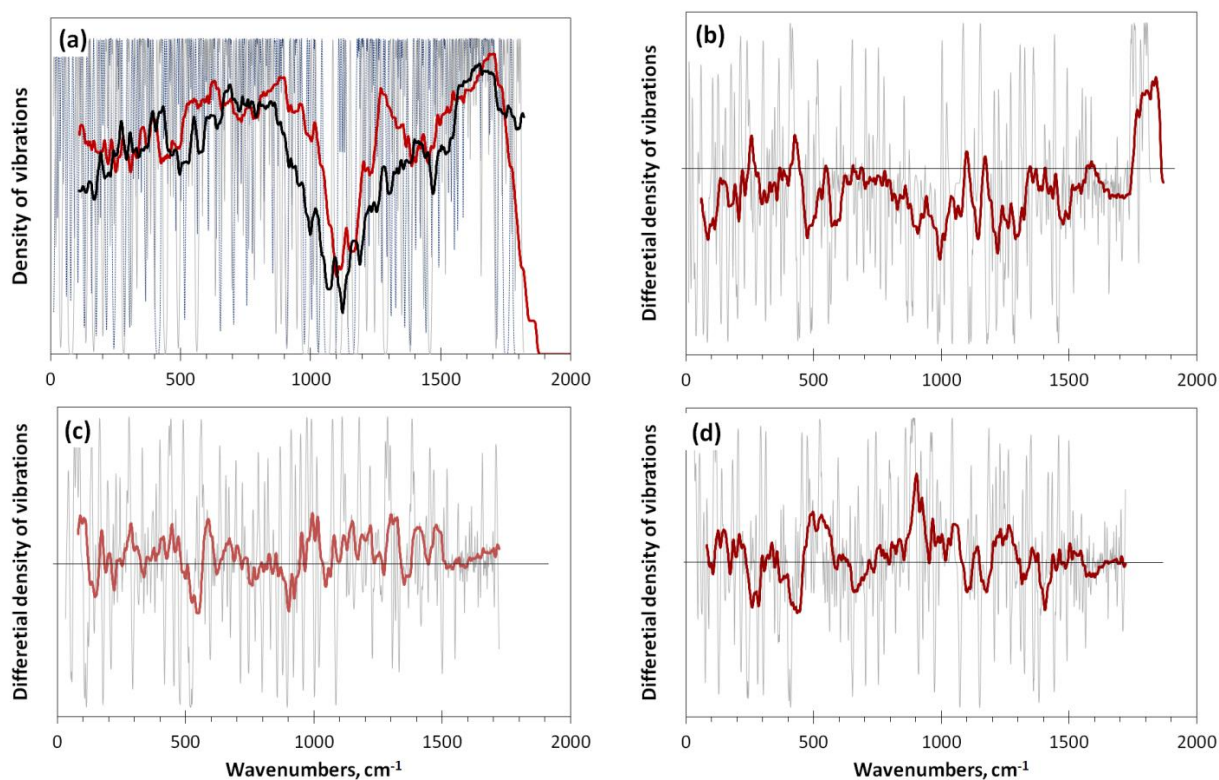 (a)
Density of vibrations
0 500 1000 1500 2000
(b)
Differetial density of vibrations
0 500 1000 1500 2000
(c)
Differetial density of vibrations
0 500 1000 1500 2000
Wavenumbers, cm-1
(d)
Differetial density of vibrations
0 500 1000 1500 2000
Wavenumbers, cm-1